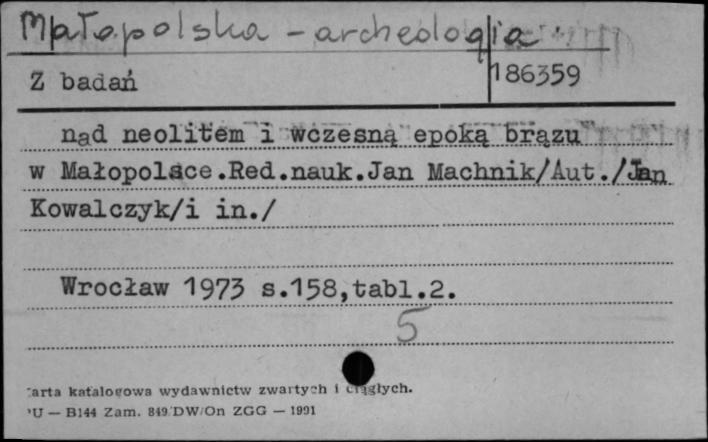 Małopolska - archeologia
Z badań 186359
nąd neolitem i wczesną epoką brązu
w Małopolsce.Red.nauk.Jan Machnik/Aut./Jan
Kowalczyk/i in./
Wrocław 1973 s.158,tabl.2.
5
arta katalogowa wydawnictw zwartych i ciągłych.
U — B144 Zam. 849/DW/On ZGG — 1991